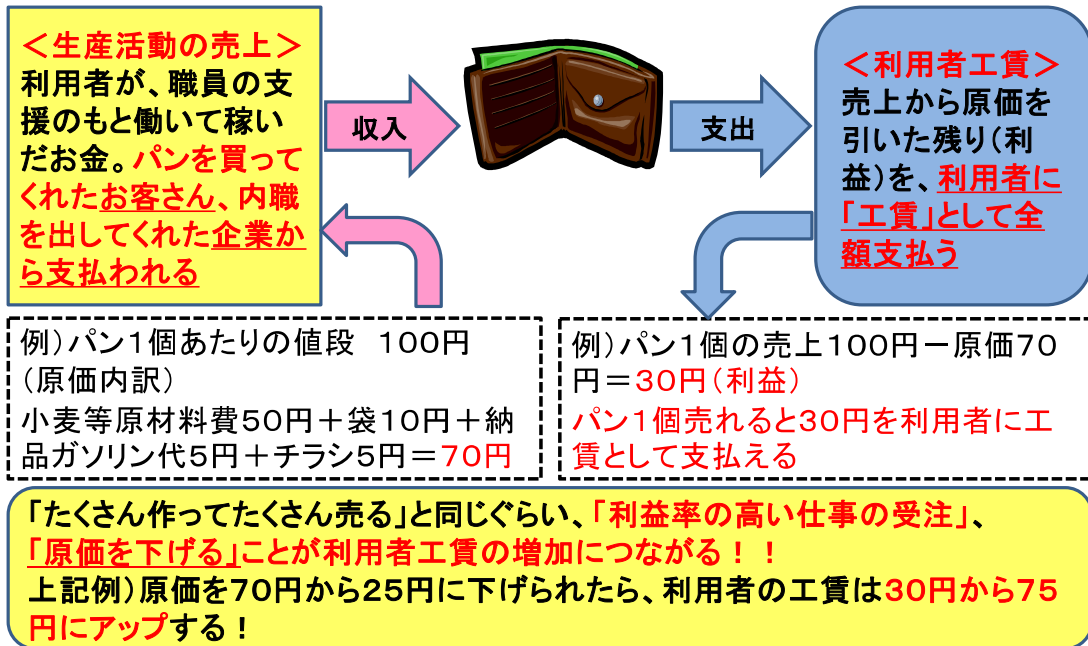 ＜生産活動の売上＞
利用者が、職員の支
援のもと働いて稼い
だお金。パンを買って
くれたお客さん、内職
を出してくれた企業か
ら支払われる
収入
支出
＜利用者工賃＞
売上から原価を
引いた残り（利
益）を、利用者に
「工賃」として全
額支払う
例）パン１個あたりの値段　１００円
（原価内訳）
小麦等原材料費５０円＋袋１０円＋納
品ガソリン代５円＋チラシ５円＝７０円
例）パン１個の売上１００円－原価７０
円＝３０円（利益）
パン１個売れると３０円を利用者に工
賃として支払える
「たくさん作ってたくさん売る」と同じぐらい、「利益率の高い仕事の受注」、
「原価を下げる」ことが利用者工賃の増加につながる！！
上記例）原価を７０円から２５円に下げられたら、利用者の工賃は３０円から７５
円にアップする！